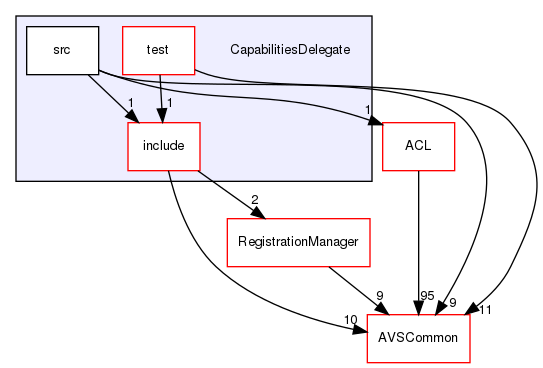 src
test
CapabilitiesDelegate
1
1
1
include
ACL
2
RegistrationManager
9
95
9
11
10
AVSCommon